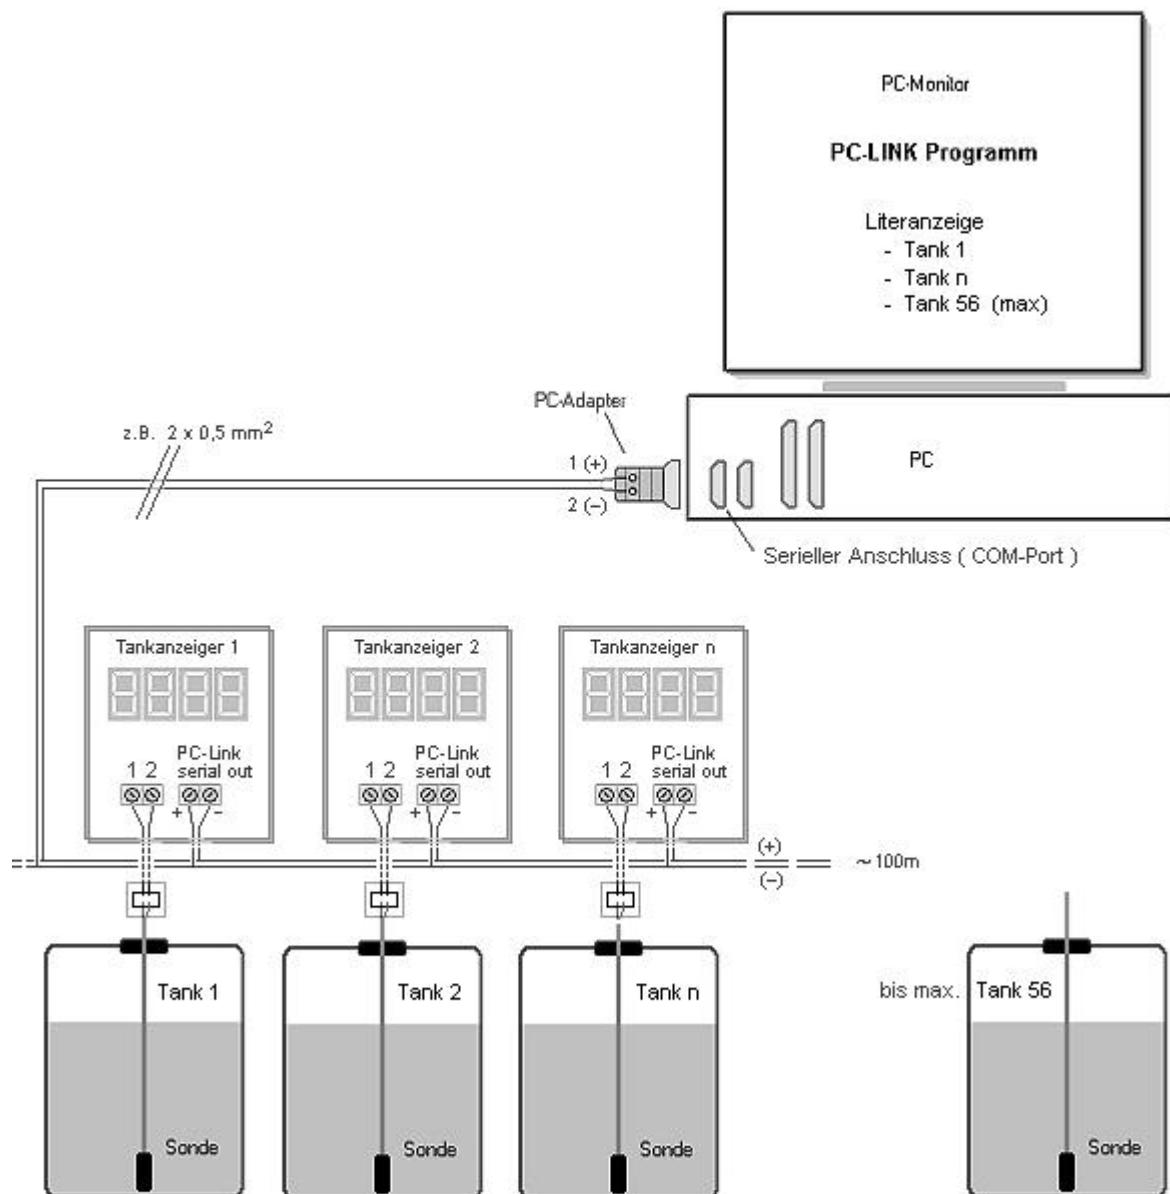 PC-Monitor
PC-LINK Programm
Literanzeige
- Tank 1
- Tank n
- Tank 56 (max)
PC-Adapter
z.B. 2 x 0,5 mm²
1 (+)
2 (−)
PC
Serieller Anschluss ( COM-Port )
Tankanzeiger 1
PC-Link
1 2 serial out
+ −
Tankanzeiger 2
PC-Link
1 2 serial out
+ −
Tankanzeiger n
PC-Link
1 2 serial out
+ −
(+)
(−)
~100m
Tank 1
Sonde
Tank 2
Sonde
Tank n
Sonde
bis max. Tank 56
Sonde